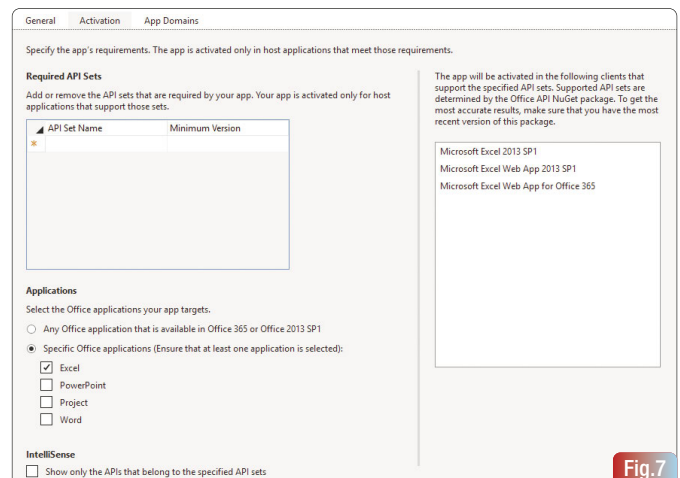 General Activation App Domains
Specify the app's requirements. The app is activated only in host applications that meet those requirements.
Required API Sets
Add or remove the API sets that are required by your app. Your app is activated only for host
applications that support those sets.
API Set Name Minimum Version
Applications
Select the Office applications your app targets.
Any Office application that is available in Office 365 or Office 2013 SP1
Specific Office applications (Ensure that at least one application is selected):
Excel
PowerPoint
Project
Word
IntelliSense
Show only the APIs that belong to the specified API sets
The app will be activated in the following clients that
support the specified API sets. Supported API sets are
determined by the Office API NuGet package. To get the
most accurate results, make sure that you have the most
recent version of this package.
Microsoft Excel 2013 SP1
Microsoft Excel Web App 2013 SP1
Microsoft Excel Web App for Office 365
Fig.7